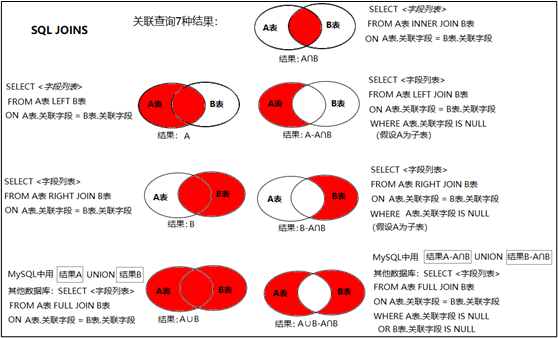 SQL JOINS
关联查询7种结果：
A表
B表
结果：A∩B
SELECT <字段列表>
FROM A表 INNER JOIN B表
ON A表.关联字段 = B表.关联字段
SELECT <字段列表>
FROM A表 LEFT B表
ON A表.关联字段 = B表.关联字段
A表
B表
结果： A
A表
B表
结果：A-A∩B
SELECT <字段列表>
FROM A表 LEFT JOIN B表
ON A表.关联字段 = B表.关联字段
WHERE A表.关联字段 IS NULL
(假设A为子表)
SELECT <字段列表>
FROM A表 RIGHT JOIN B表
ON A表.关联字段 = B表.关联字段
A表
B表
结果：B
A表
B表
结果：B-A∩B
SELECT <字段列表>
FROM A表 RIGHT JOIN B表
ON A表.关联字段 = B表.关联字段
WHERE A表.关联字段 IS NULL
(假设A为子表)
MySQL中用 结果A UNION 结果B
其他数据库：SELECT <字段列表>
FROM A表 FULL JOIN B表
ON A表.关联字段 = B表.关联字段
A表
B表
结果：A∪B
A表
B表
结果：A∪B-A∩B
MySQL中用 结果A-A∩B UNION 结果B-A∩B
其他数据库：SELECT <字段列表>
FROM A表 FULL JOIN B表
ON A表.关联字段 = B表.关联字段
WHERE A表.关联字段 IS NULL
OR B表.关联字段 IS NULL